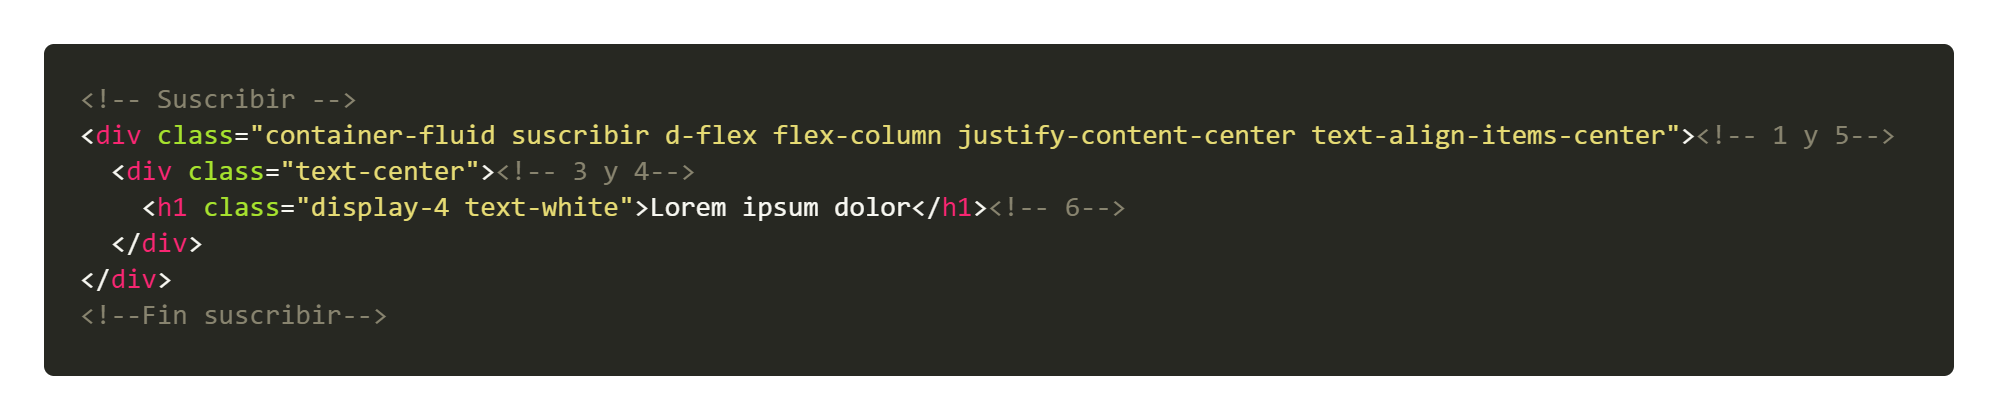 <!-- Suscribir -->
<div class="container-fluid suscribir d-flex flex-column justify-content-center text-align-items-center"><!-- 1 y 5-->
  <div class="text-center"><!-- 3 y 4-->
    <h1 class="display-4 text-white">Lorem ipsum dolor</h1><!-- 6-->
  </div>
</div>
<!--Fin suscribir-->